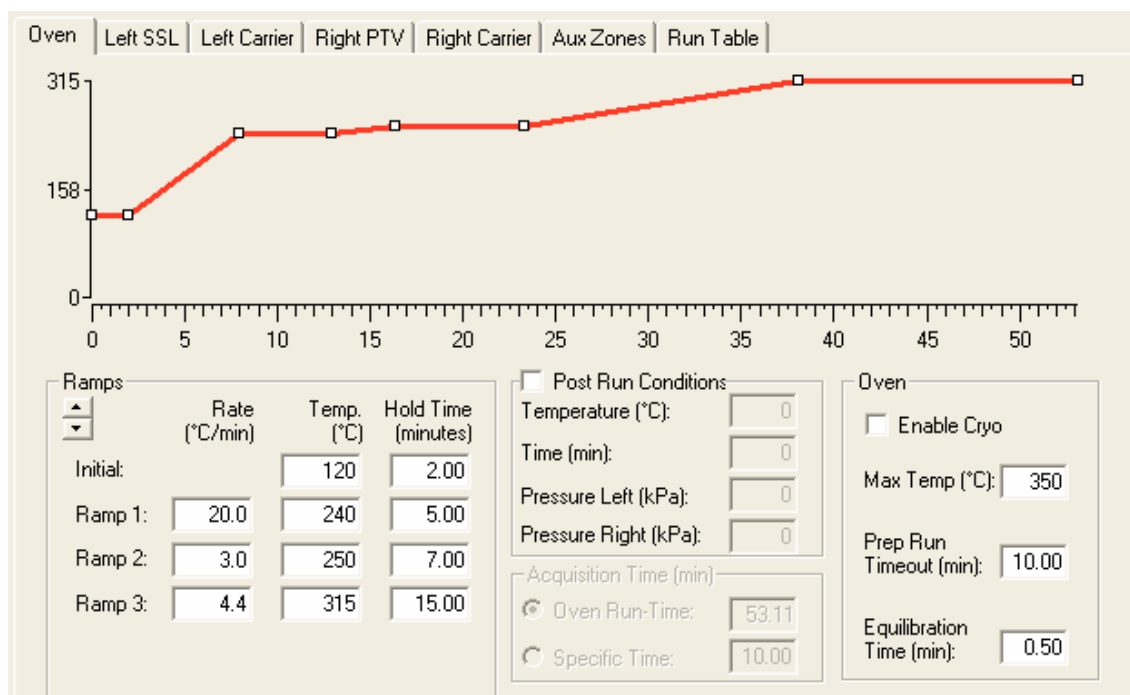 Oven Left SSL Left Carrier Right PTV Right Carrier Aux Zones Run Table
315
158
0
0 5 10 15 20 25 30 35 40 45 50
Ramps
Rate (°C/min) Temp. (°C) Hold Time (minutes)
Initial: 120 2.00
Ramp 1: 20.0 240 5.00
Ramp 2: 3.0 250 7.00
Ramp 3: 4.4 315 15.00
Post Run Conditions
Temperature (°C): 0
Time (min): 0
Pressure Left (kPa): 0
Pressure Right (kPa): 0
Acquisition Time (min)
Oven Run-Time: 53.11
Specific Time: 10.00
Oven
Enable Cryo
Max Temp (°C): 350
Prep Run
Timeout (min): 10.00
Equilibration
Time (min): 0.50